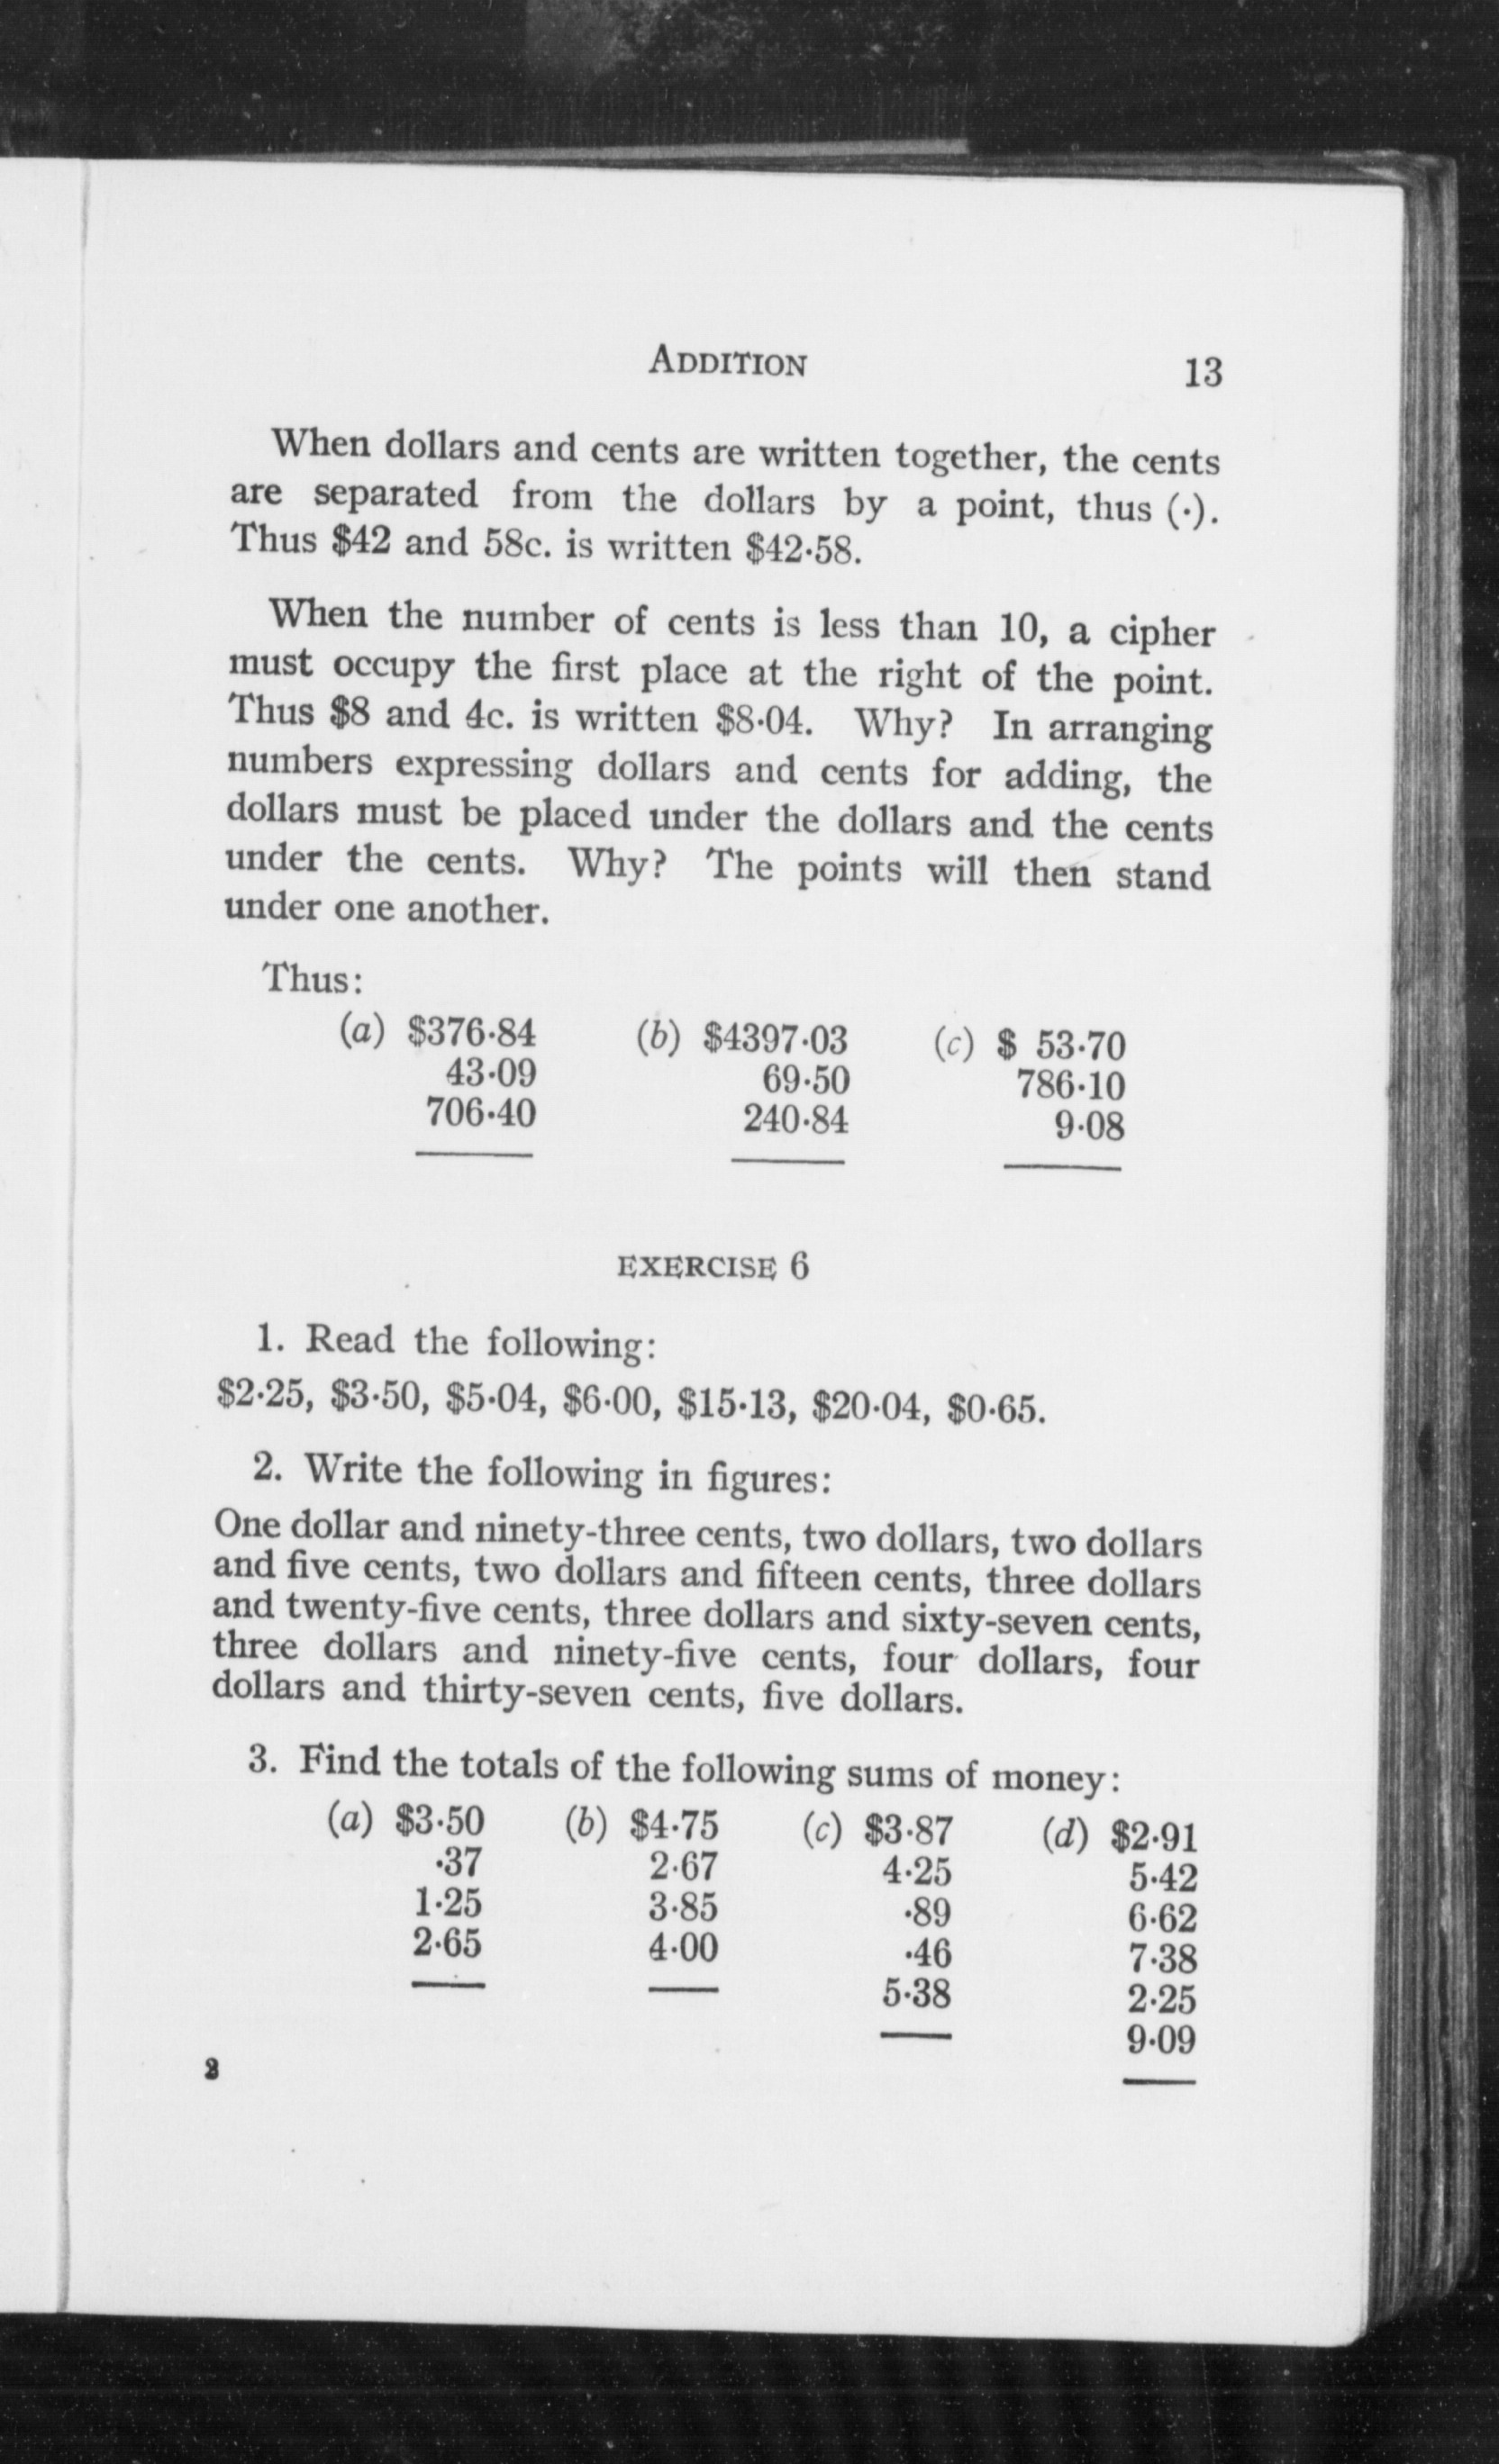 ADDITION 13
When dollars and cents are written together, the cents
are separated from the dollars by a point, thus (·).
Thus $42 and 58c. is written $42·58.
When the number of cents is less than 10, a cipher
must occupy the first place at the right of the point.
Thus $8 and 4c. is written $8·04. Why? In arranging
numbers expressing dollars and cents for adding, the
dollars must be placed under the dollars and the cents
under the cents. Why? The points will then stand
under one another.
Thus:
(a) $376·84 (b) $4397·03 (c) $ 53·70
43·09 69·50 786·10
706·40 240·84 9·08
EXERCISE 6
1. Read the following:
$2·25, $3·50, $5·04, $6·00, $15·13, $20·04, $0·65.
2. Write the following in figures:
One dollar and ninety-three cents, two dollars, two dollars
and five cents, two dollars and fifteen cents, three dollars
and twenty-five cents, three dollars and sixty-seven cents,
three dollars and ninety-five cents, four dollars, four
dollars and thirty-seven cents, five dollars.
3. Find the totals of the following sums of money:
(a) $3·50 (b) $4·75 (c) $3·87 (d) $2·91
·37 2·67 4·25 5·42
1·25 3·85 ·89 6·62
2·65 4·00 ·46 7·38
5·38 2·25
9·09